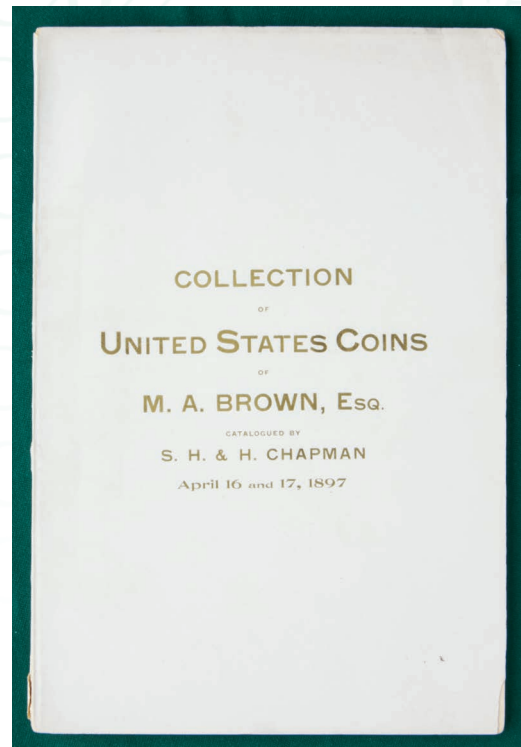 COLLECTION
OF
UNITED STATES COINS
OF
M. A. BROWN, ESQ.
CATALOGUED BY
S. H. & H. CHAPMAN
April 16 and 17, 1897